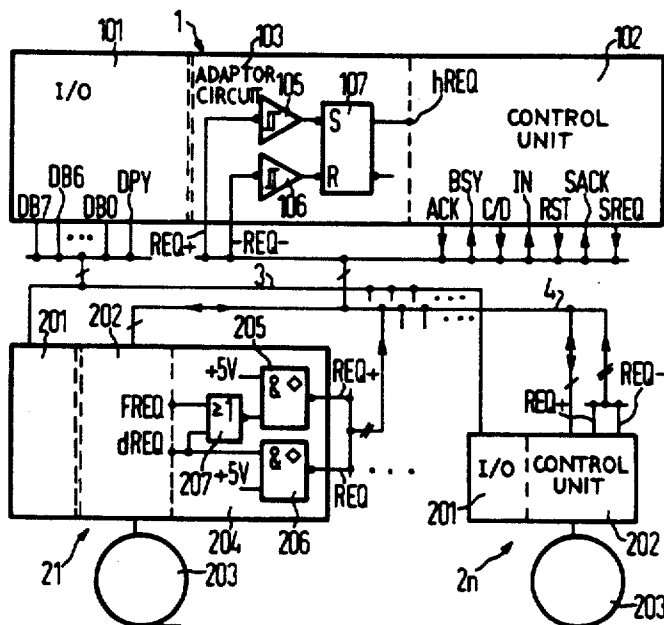 101
1
103
102
I/O
ADAPTOR
CIRCUIT
105
107
hREQ
S
R
106
CONTROL
UNIT
DB7
DB6
...
DB0
DPY
REQ+
-REQ-
ACK
BSY
C/D
IN
RST
SACK
SREQ
3
4
...
...
201
202
205
+5V
& ◇
REQ+
FREQ
≥1
dREQ
207
& ◇
+5V
REQ
204
206
...
21
203
REQ+
REQ-
I/O
CONTROL
UNIT
201
202
2n
203